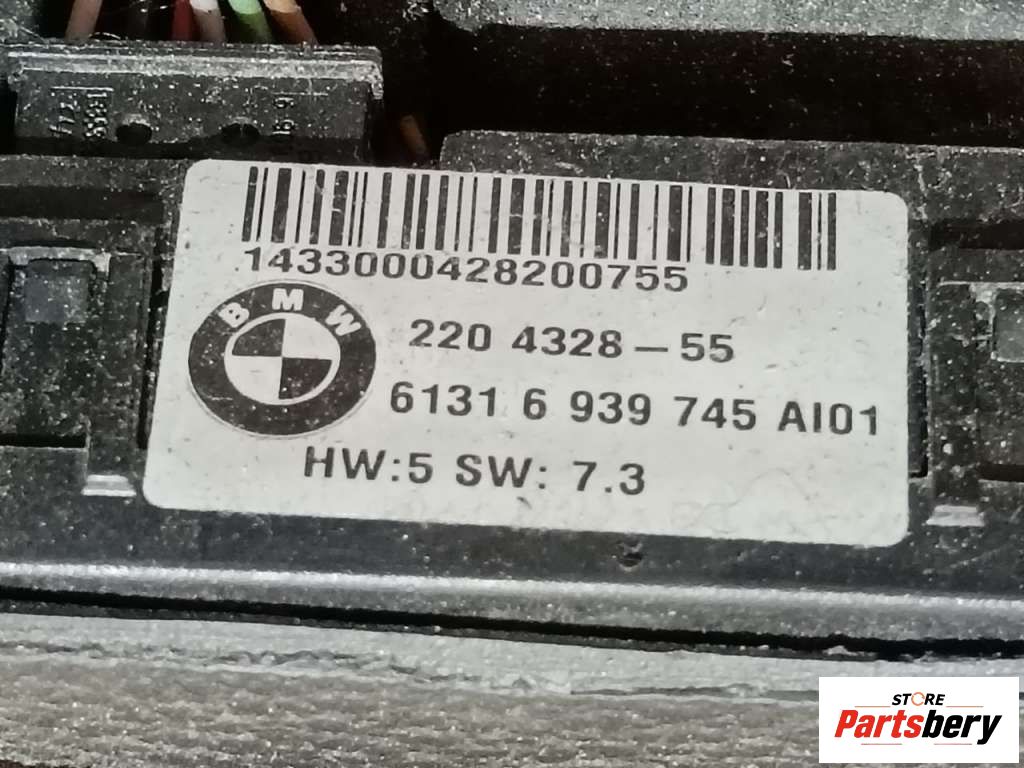 1433000428200755
BMW
220 4328-55
6131 6 939 745 AI01
HW:5 SW: 7.3
STORE
Partsbery